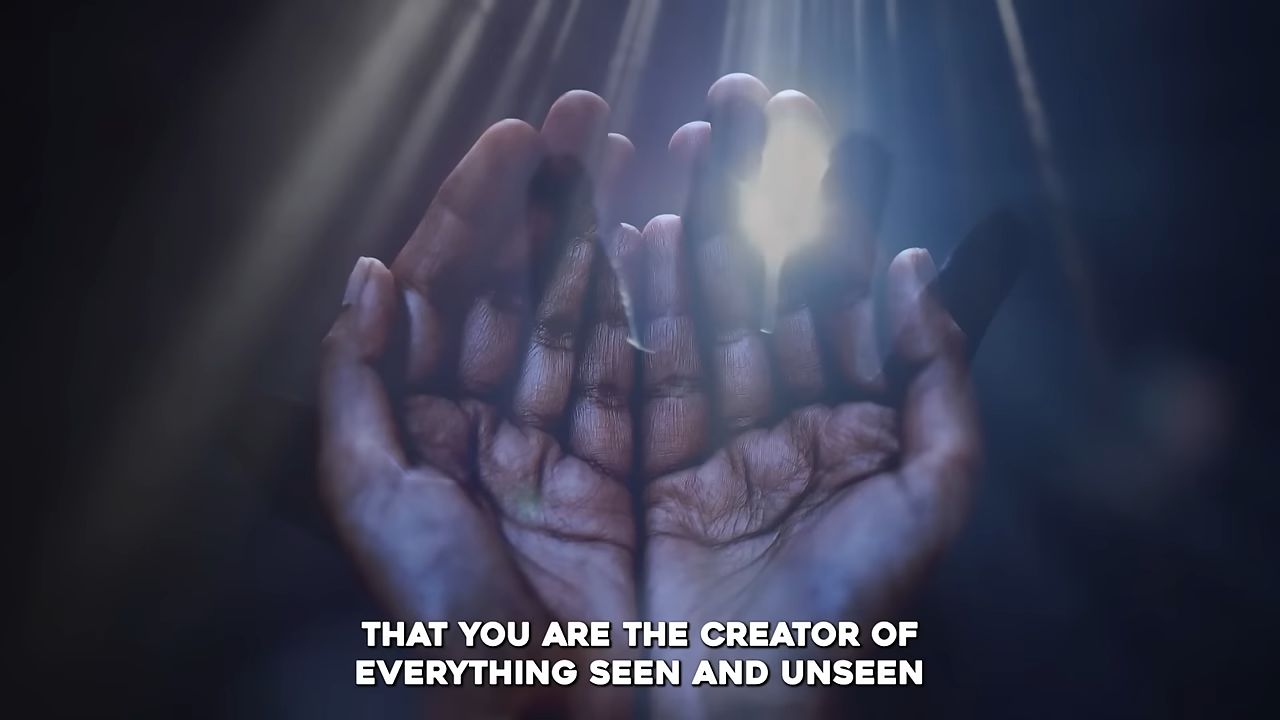 THAT YOU ARE THE CREATOR OF
EVERYTHING SEEN AND UNSEEN